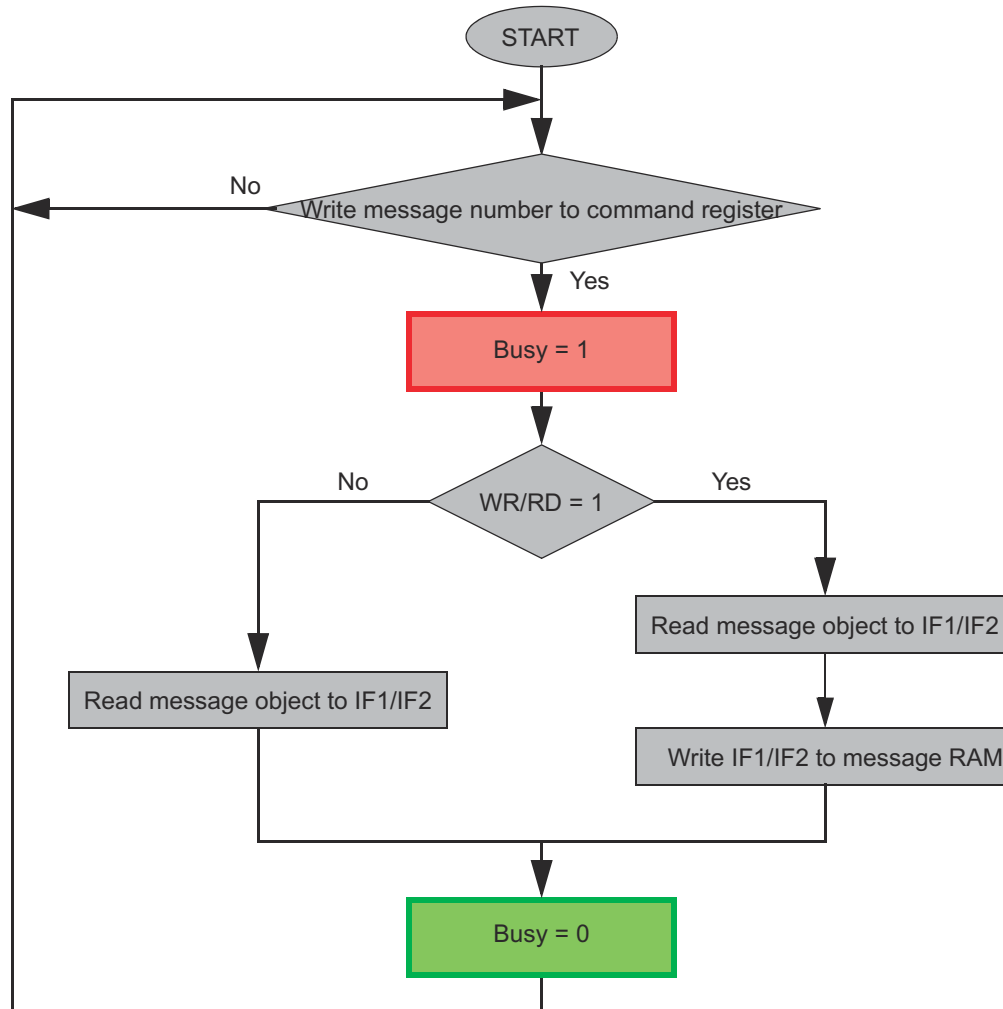 START
No
Write message number to command register
Yes
Busy = 1
No
Yes
WR/RD = 1
Read message object to IF1/IF2
Read message object to IF1/IF2
Write IF1/IF2 to message RAM
Busy = 0